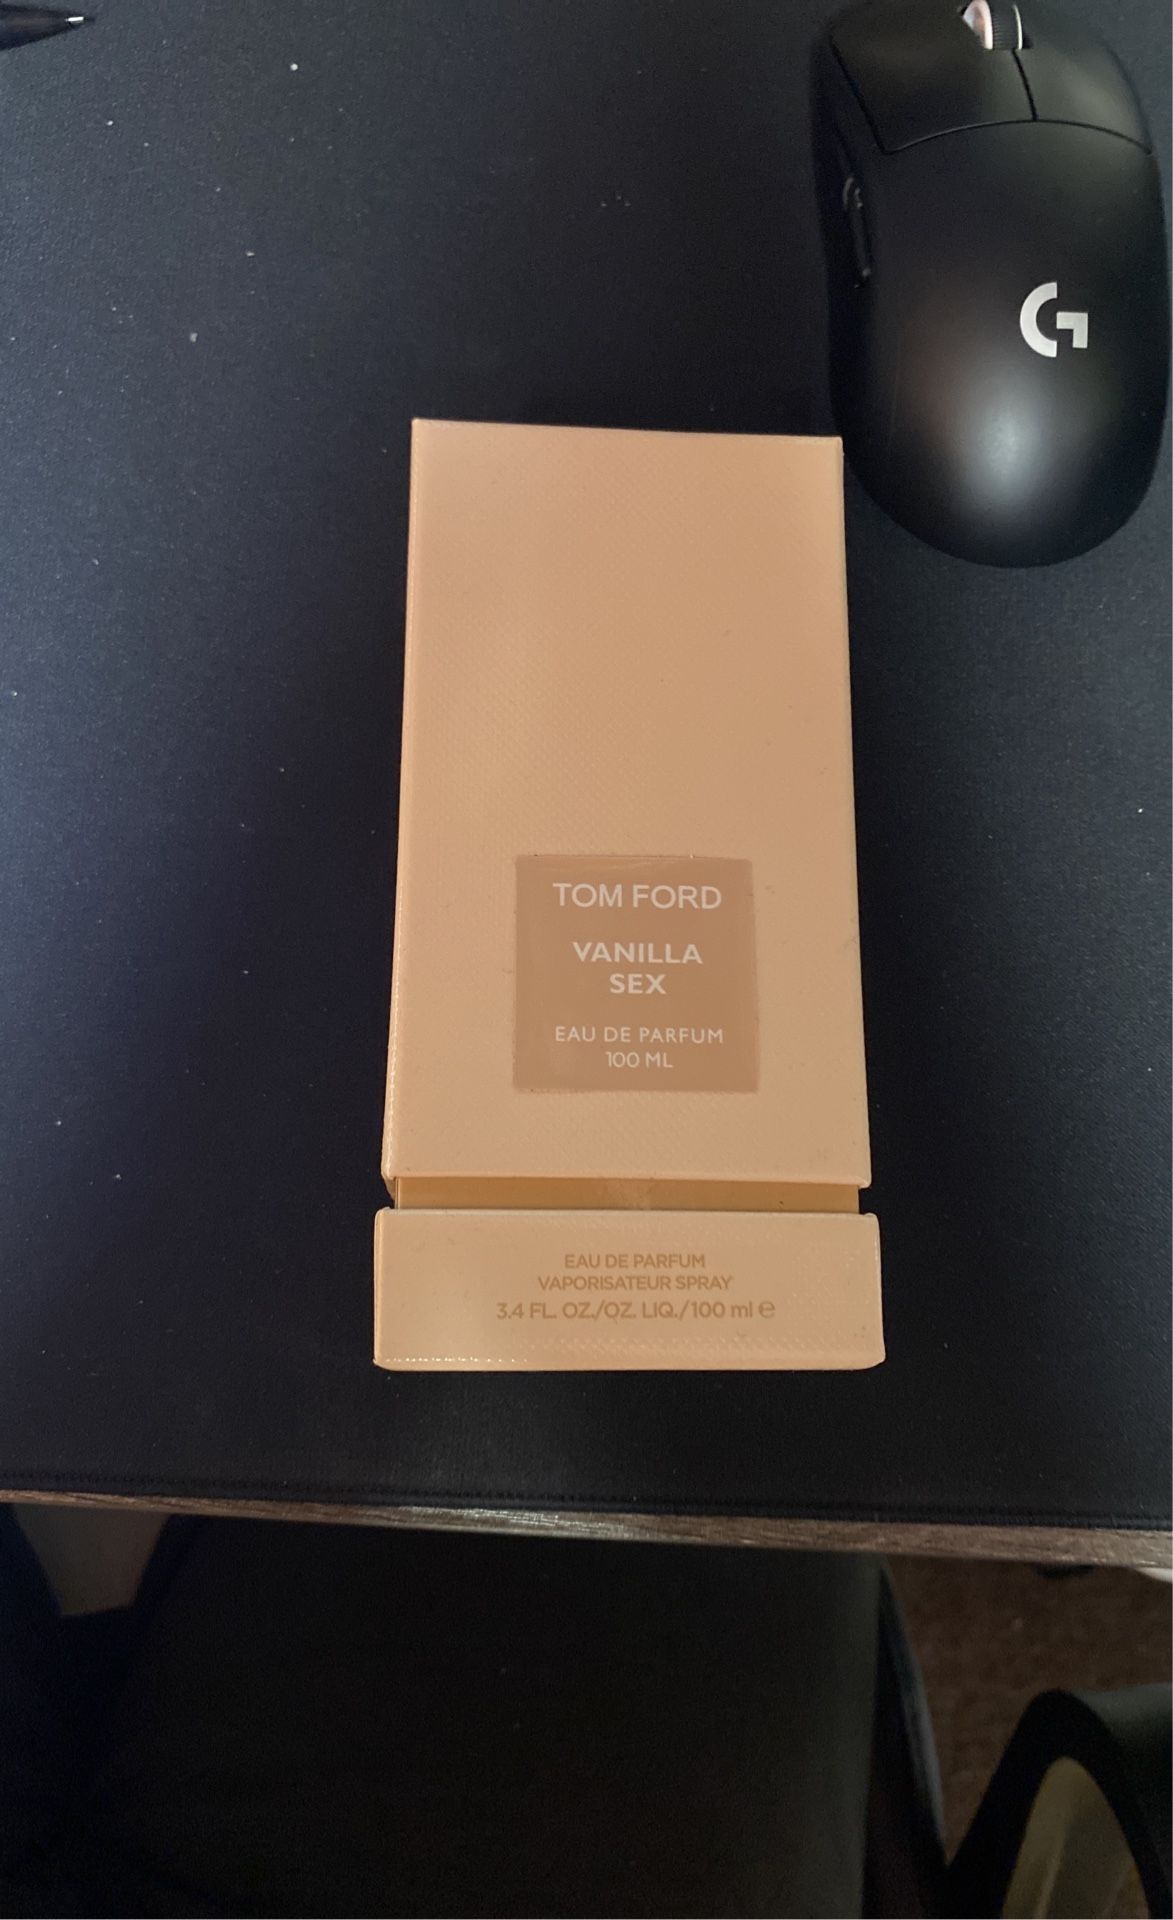 G
TOM FORD
VANILLA
SEX
EAU DE PARFUM
100 ML
EAU DE PARFUM
VAPORISATEUR SPRAY
3.4 FL. OZ./OZ. LIQ./100 ml ℮